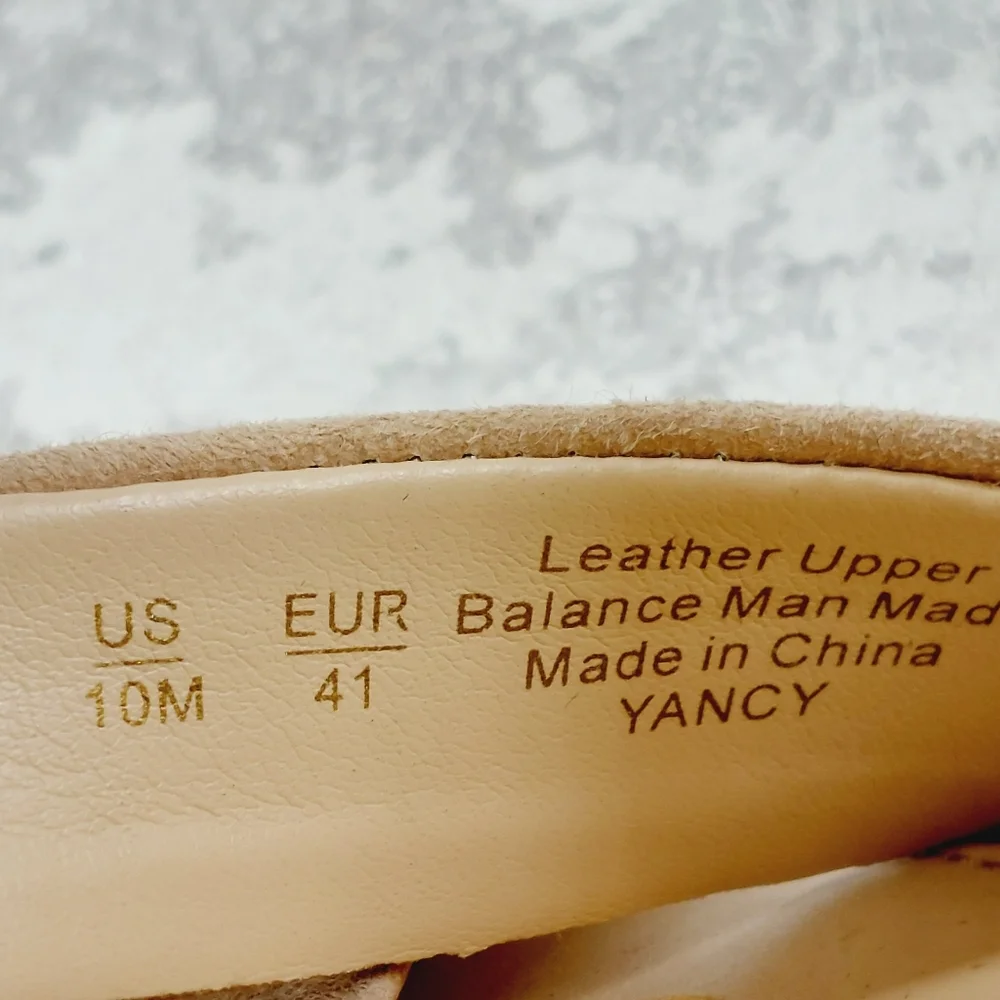 US
10M
EUR
41
Leather Upper
Balance Man Mad
Made in China
YANCY